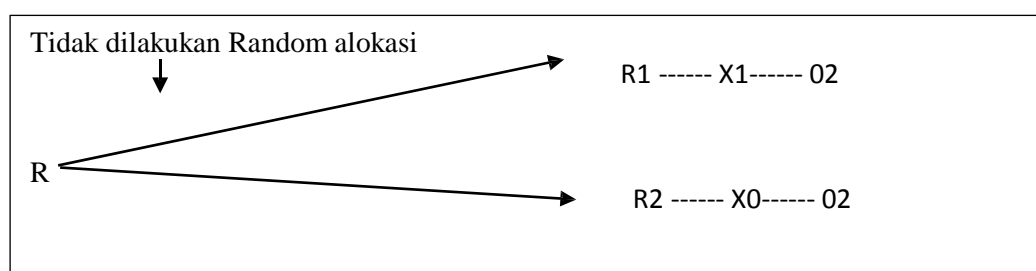 Tidak dilakukan Random alokasi
R1 ------ X1------ 02
R
R2 ------ X0------ 02